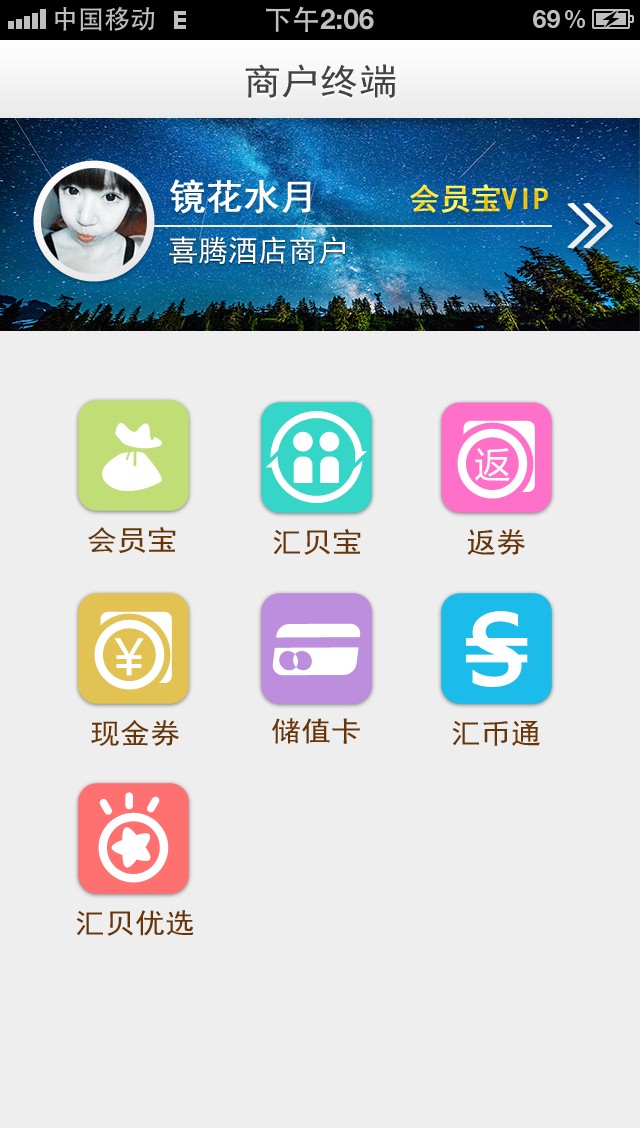 中国移动 E 下午2:06 69%
商户终端
镜花水月 会员宝VIP
喜腾酒店商户
返
会员宝 汇贝宝 返券
¥
现金券 储值卡 汇币通
汇贝优选